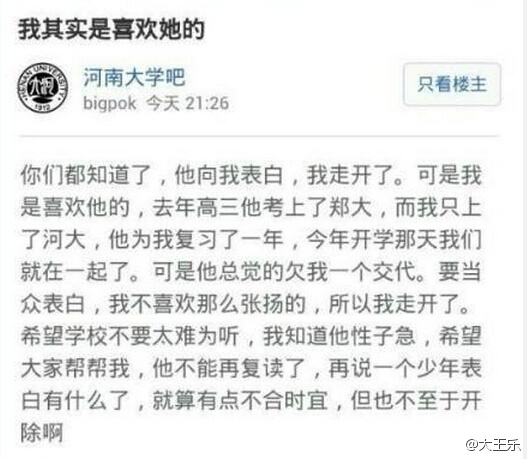 我其实是喜欢她的
河南大学吧
只看楼主
bigpok 今天 21:26
HENAN UNIVERSITY
1912
你们都知道了，他向我表白，我走开了。可是我
是喜欢他的，去年高三他考上了郑大，而我只上
了河大，他为我复习了一年，今年开学那天我们
就在一起了。可是他总觉的欠我一个交代。要当
众表白，我不喜欢那么张扬的，所以我走开了。
希望学校不要太难为听，我知道他性子急，希望
大家帮帮我，他不能再复读了，再说一个少年表
白有什么了，就算有点不合时宜，但也不至于开
除啊
@大王乐